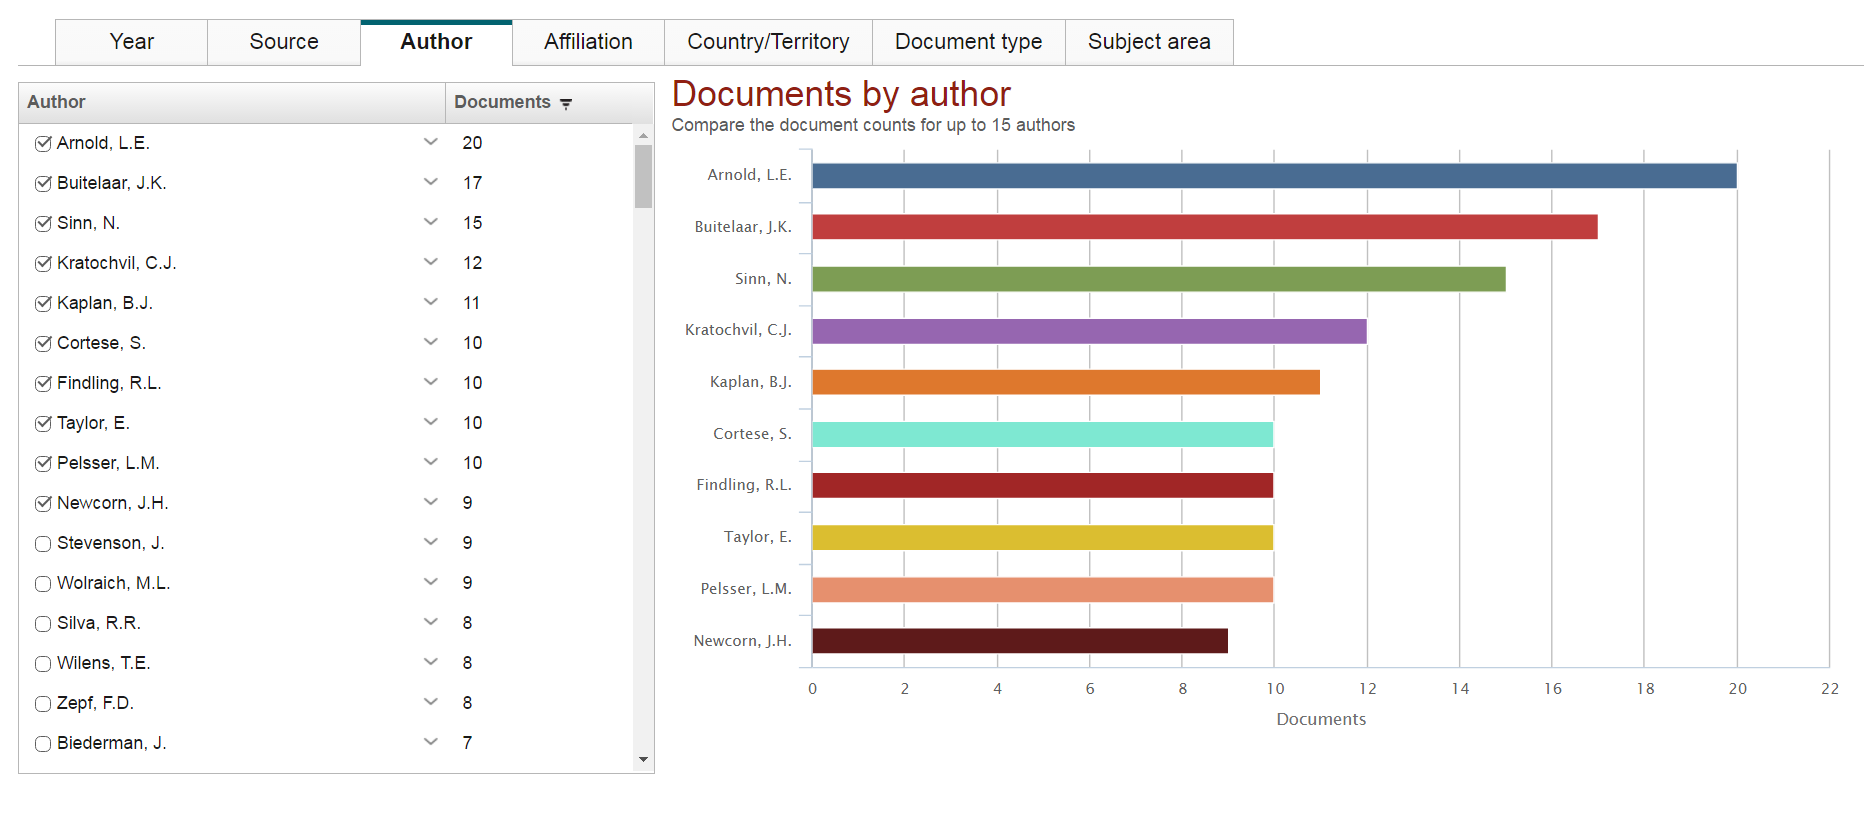 Year Source Author Affiliation Country/Territory Document type Subject area
Author Documents
Arnold, L.E. 20
Buitelaar, J.K. 17
Sinn, N. 15
Kratochvil, C.J. 12
Kaplan, B.J. 11
Cortese, S. 10
Findling, R.L. 10
Taylor, E. 10
Pelsser, L.M. 10
Newcorn, J.H. 9
Stevenson, J. 9
Wolraich, M.L. 9
Silva, R.R. 8
Wilens, T.E. 8
Zepf, F.D. 8
Biederman, J. 7
Documents by author
Compare the document counts for up to 15 authors
Arnold, L.E.
Buitelaar, J.K.
Sinn, N.
Kratochvil, C.J.
Kaplan, B.J.
Cortese, S.
Findling, R.L.
Taylor, E.
Pelsser, L.M.
Newcorn, J.H.
0 2 4 6 8 10 12 14 16 18 20 22
Documents